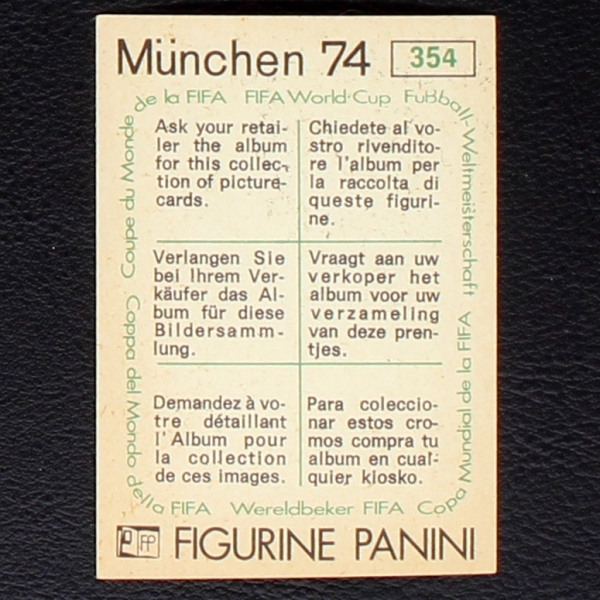 München 74 354
de la FIFA FIFA World Cup Fußball-Weltmeisterschaft
Ask your retai-
ler the album
for this collec-
tion of picture-
cards.
Chiedete al vo-
stro rivendito-
re l'album per
la raccolta di
queste figuri-
ne.
Verlangen Sie
bei Ihrem Ver-
käufer das Al-
bum für diese
Bildersamm-
lung.
Vraagt aan uw
verkoper het
album voor uw
verzameling
van deze pren-
tjes.
Demandez à vo-
tre détaillant
l'Album pour
la collection
de ces images.
Para coleccio-
nar estos cro-
mos compra tu
album en cual-
quier kiosko.
Copa Mundial de la FIFA
Wereldbeker FIFA
Coppa del Mondo della FIFA
Coupe du Monde
FP FIGURINE PANINI